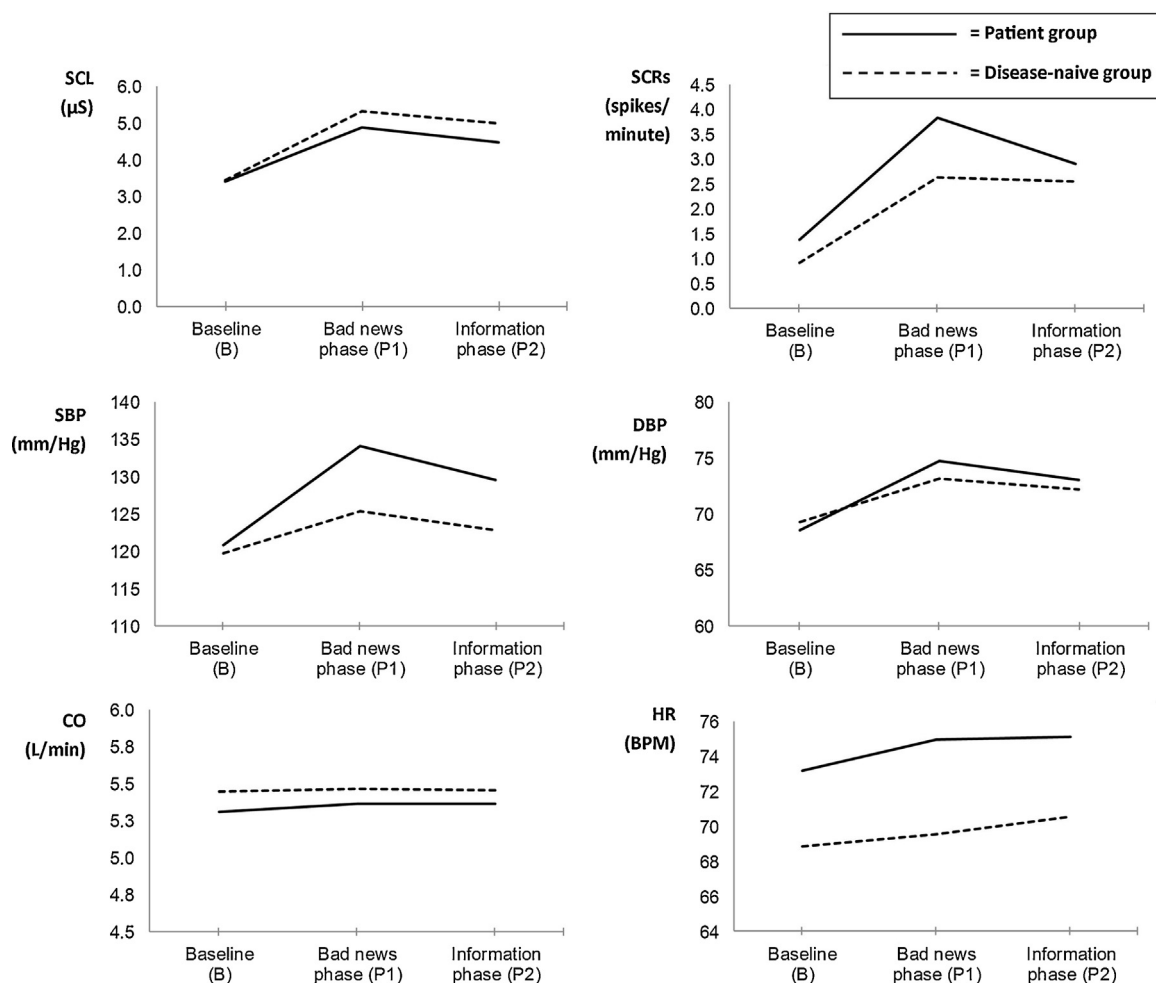 = Patient group
= Disease-naive group
SCL
(µS)
6.0
5.0
4.0
3.0
2.0
1.0
0.0
Baseline
(B)
Bad news
phase (P1)
Information
phase (P2)
SCRs
(spikes/
minute)
4.5
4.0
3.5
3.0
2.5
2.0
1.5
1.0
0.5
0.0
Baseline
(B)
Bad news
phase (P1)
Information
phase (P2)
SBP
(mm/Hg)
140
135
130
125
120
115
110
Baseline
(B)
Bad news
phase (P1)
Information
phase (P2)
DBP
(mm/Hg)
80
75
70
65
60
Baseline
(B)
Bad news
phase (P1)
Information
phase (P2)
CO
(L/min)
6.0
5.8
5.5
5.3
5.0
4.8
4.5
Baseline
(B)
Bad news
phase (P1)
Information
phase (P2)
HR
(BPM)
76
74
72
70
68
66
64
Baseline
(B)
Bad news
phase (P1)
Information
phase (P2)